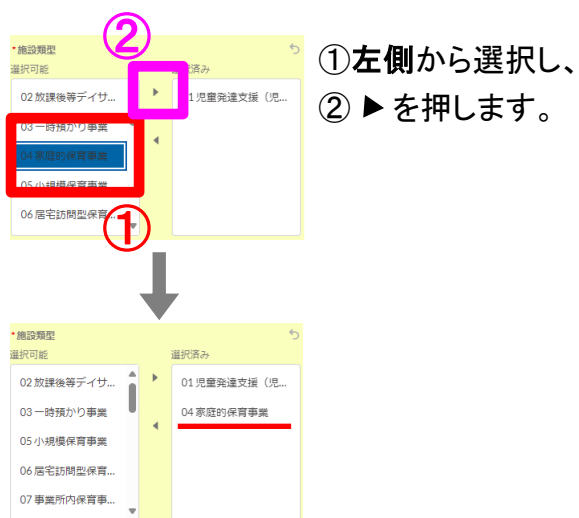 ②
*施設類型
選択可能
選択済み
02 放課後等デイサ...
03 一時預かり事業
04 家庭的保育事業
05 小規模保育事業
06 居宅訪問型保育...
児童発達支援（児...
①
①左側から選択し、
② ▶ を押します。
*施設類型
選択可能
選択済み
02 放課後等デイサ...
03 一時預かり事業
05 小規模保育事業
06 居宅訪問型保育...
07 事業所内保育事...
01 児童発達支援（児...
04 家庭的保育事業